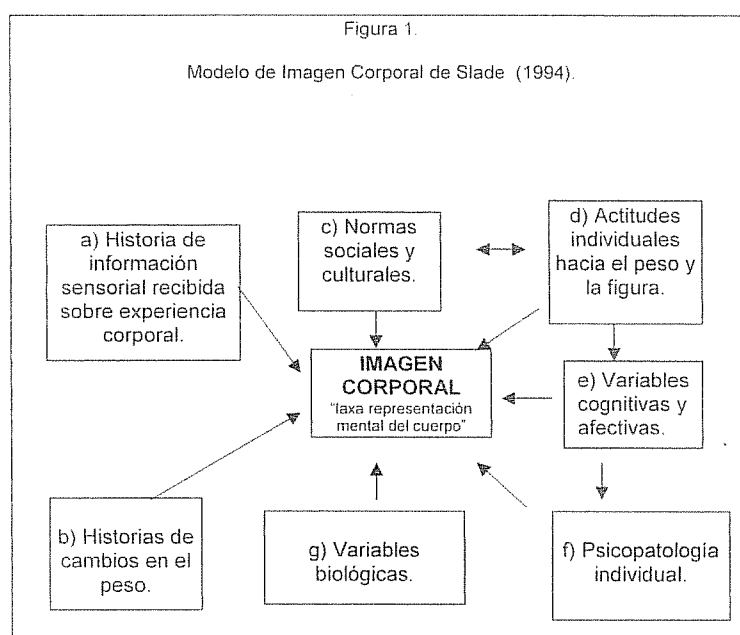 Figura 1.
Modelo de Imagen Corporal de Slade (1994).
a) Historia de
información
sensorial recibida
sobre experiencia
corporal.
c) Normas
sociales y
culturales.
d) Actitudes
individuales
hacia el peso y
la figura.
IMAGEN
CORPORAL
"laxa representación
mental del cuerpo"
e) Variables
cognitivas y
afectivas.
b) Historias de
cambios en el
peso.
g) Variables
biológicas.
f) Psicopatología
individual.